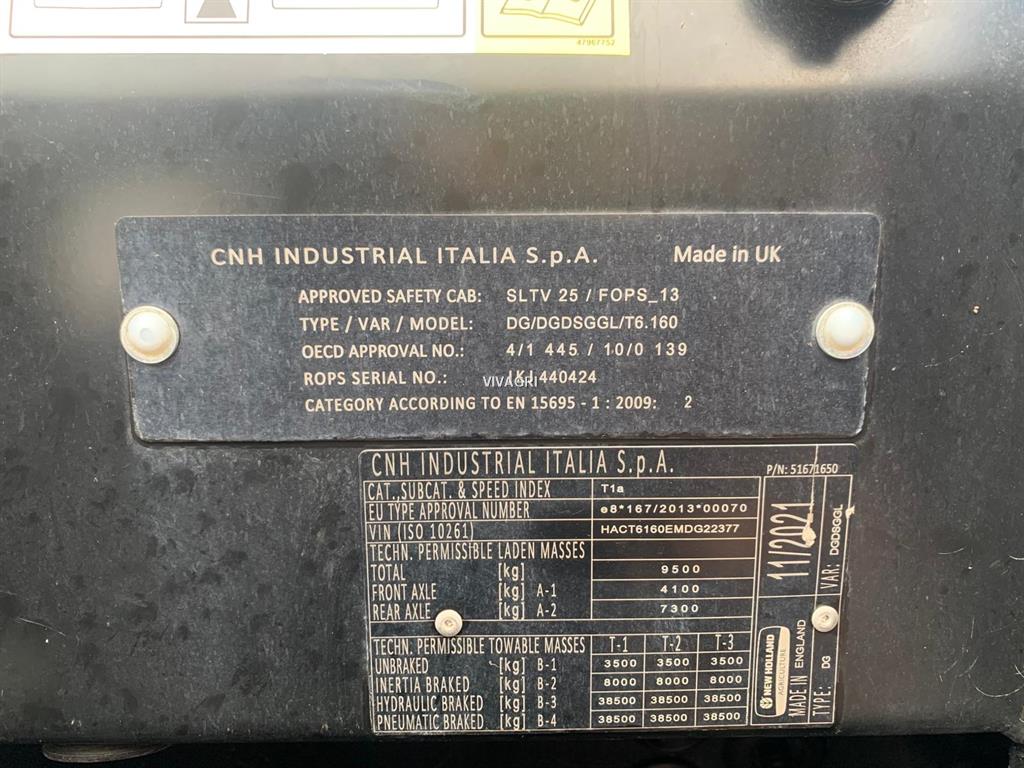 47967752
CNH INDUSTRIAL ITALIA S.p.A. Made in UK
APPROVED SAFETY CAB: SLTV 25 / FOPS_13
TYPE / VAR / MODEL: DG/DGDSGGL/T6.160
OECD APPROVAL NO.: 4/1 445 / 10/0 139
ROPS SERIAL NO.: 440424
VIVAGRI
CATEGORY ACCORDING TO EN 15695 - 1 : 2009: 2
CNH INDUSTRIAL ITALIA S.p.A. P/N: 51671650
CAT.,SUBCAT. & SPEED INDEX T1a
EU TYPE APPROVAL NUMBER e8*167/2013*00070
VIN (ISO 10261) HACT6160EMDG22377
TECHN. PERMISSIBLE LADEN MASSES
TOTAL [kg] 9500
FRONT AXLE [kg] A-1 4100
REAR AXLE [kg] A-2 7300
TECHN. PERMISSIBLE TOWABLE MASSES T-1 T-2 T-3
UNBRAKED [kg] B-1 3500 3500 3500
INERTIA BRAKED [kg] B-2 8000 8000 8000
HYDRAULIC BRAKED [kg] B-3 38500 38500 38500
PNEUMATIC BRAKED [kg] B-4 38500 38500 38500
11/2021
NEW HOLLAND
AGRICULTURE
MADE IN ENGLAND
TYPE: DG
VAR: DGDSGGL